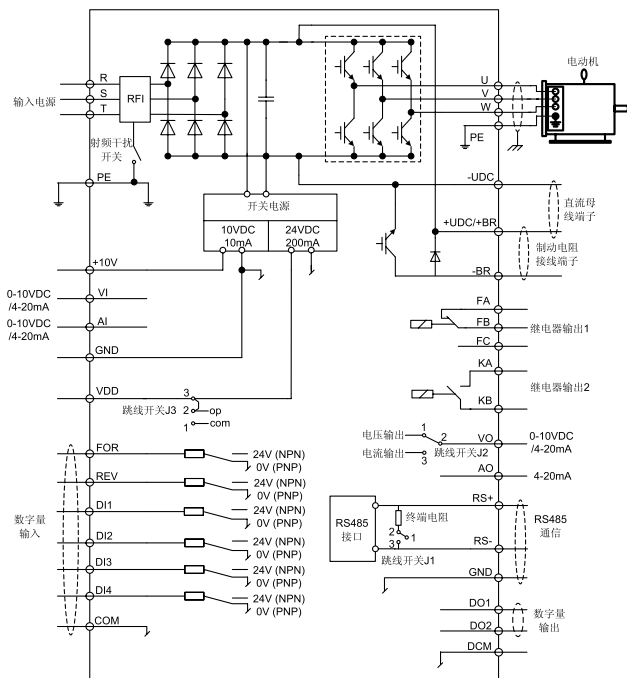 电动机
R
U
输入电源
S
RFI
V
T
W
PE
射频干扰
开关
PE
-UDC
直流母
线端子
开关电源
+UDC/+BR
10VDC
10mA
24VDC
200mA
制动电阻
接线端子
+10V
-BR
0-10VDC
/4-20mA
VI
FA
0-10VDC
/4-20mA
AI
FB
继电器输出1
GND
FC
KA
VDD
3
继电器输出2
跳线开关J3
2
op
KB
1
com
电压输出
1
2
VO
0-10VDC
/4-20mA
跳线开关J2
电流输出
3
FOR
24V (NPN)
0V (PNP)
AO
4-20mA
REV
24V (NPN)
0V (PNP)
RS+
数字量
输入
DI1
24V (NPN)
0V (PNP)
RS485
接口
终端电阻
RS485
通信
2
1
DI2
24V (NPN)
0V (PNP)
3
RS-
跳线开关J1
DI3
24V (NPN)
0V (PNP)
GND
DI4
24V (NPN)
0V (PNP)
DO1
数字量
输出
COM
DO2
DCM